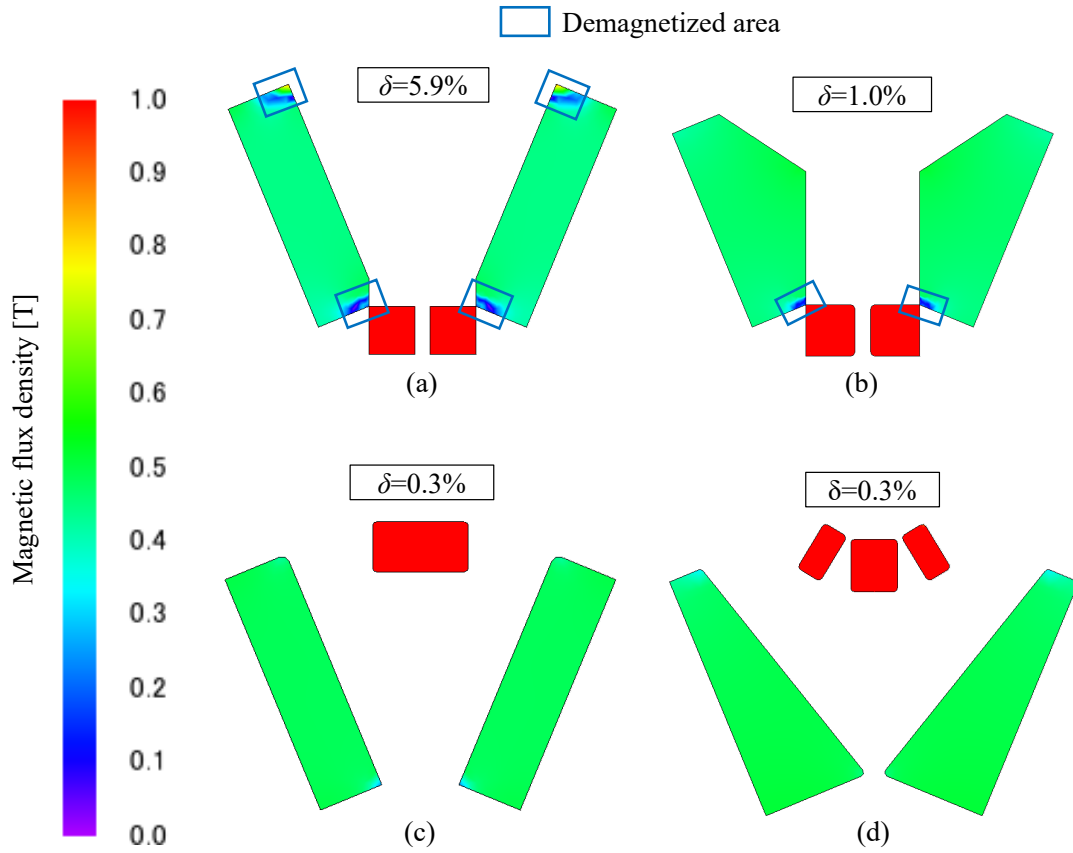 Demagnetized area
δ=5.9%
δ=1.0%
1.0
0.9
0.8
0.7
0.6
0.5
0.4
0.3
0.2
0.1
0.0
Magnetic flux density [T]
(a)
(b)
δ=0.3%
δ=0.3%
(c)
(d)